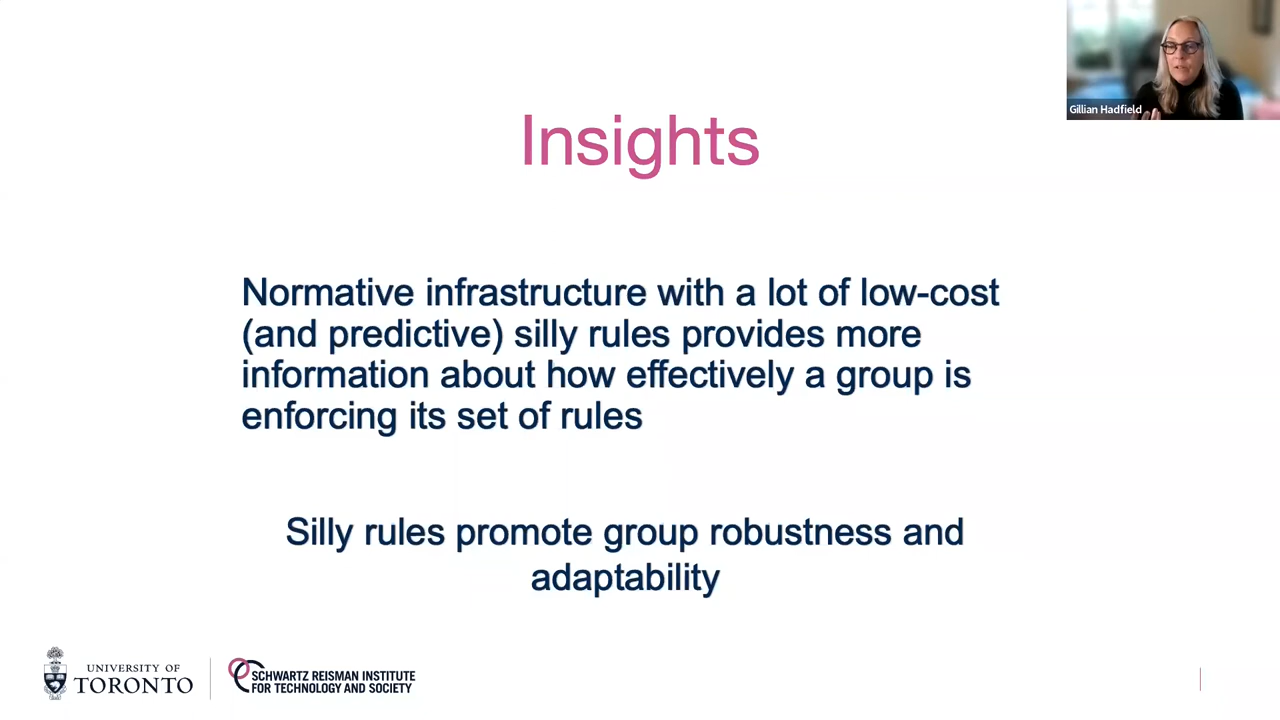 Gillian Hadfield
Insights
Normative infrastructure with a lot of low-cost
(and predictive) silly rules provides more
information about how effectively a group is
enforcing its set of rules
Silly rules promote group robustness and
adaptability
UNIVERSITY OF
TORONTO
SCHWARTZ REISMAN INSTITUTE
FOR TECHNOLOGY AND SOCIETY